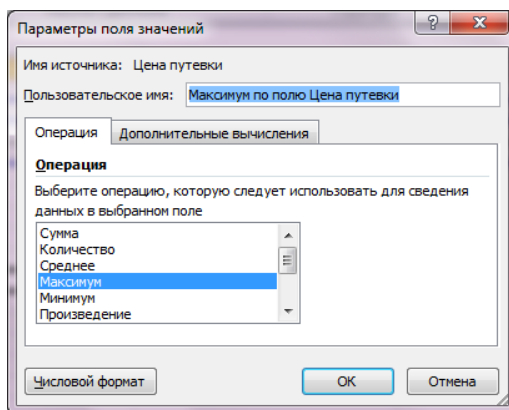 Параметры поля значений
Имя источника: Цена путевки
Пользовательское имя: Максимум по полю Цена путевки
Операция Дополнительные вычисления
Операция
Выберите операцию, которую следует использовать для сведения
данных в выбранном поле
Сумма
Количество
Среднее
Максимум
Минимум
Произведение
Числовой формат ОК Отмена